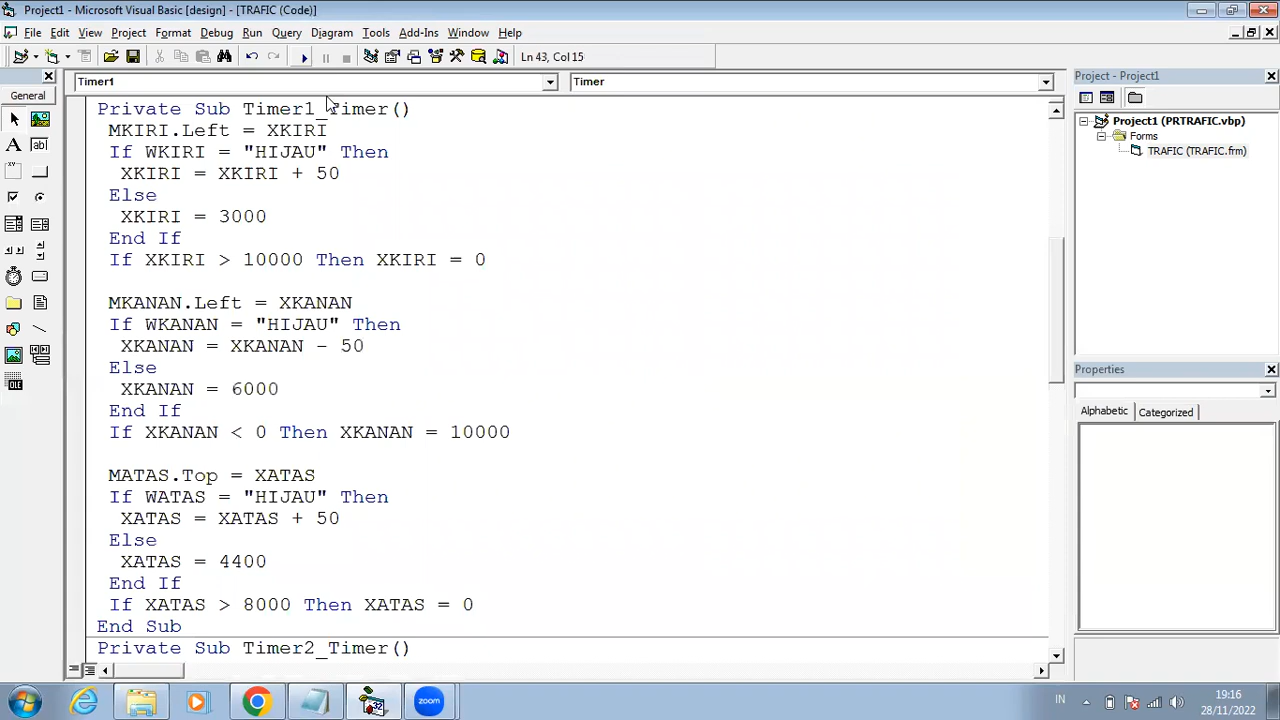 Project1 - Microsoft Visual Basic [design] - [TRAFIC (Code)]
File Edit View Project Format Debug Run Query Diagram Tools Add-Ins Window Help
Ln 43, Col 15
General
Timer1 Timer
Private Sub Timer1_Timer()
MKIRI.Left = XKIRI
If WKIRI = "HIJAU" Then
XKIRI = XKIRI + 50
Else
XKIRI = 3000
End If
If XKIRI > 10000 Then XKIRI = 0
MKANAN.Left = XKANAN
If WKANAN = "HIJAU" Then
XKANAN = XKANAN - 50
Else
XKANAN = 6000
End If
If XKANAN < 0 Then XKANAN = 10000
MATAS.Top = XATAS
If WATAS = "HIJAU" Then
XATAS = XATAS + 50
Else
XATAS = 4400
End If
If XATAS > 8000 Then XATAS = 0
End Sub
Private Sub Timer2_Timer()
Project - Project1
Project1 (PRTRAFIC.vbp)
Forms
TRAFIC (TRAFIC.frm)
Properties
Alphabetic Categorized
zoom
IN
19:16
28/11/2022